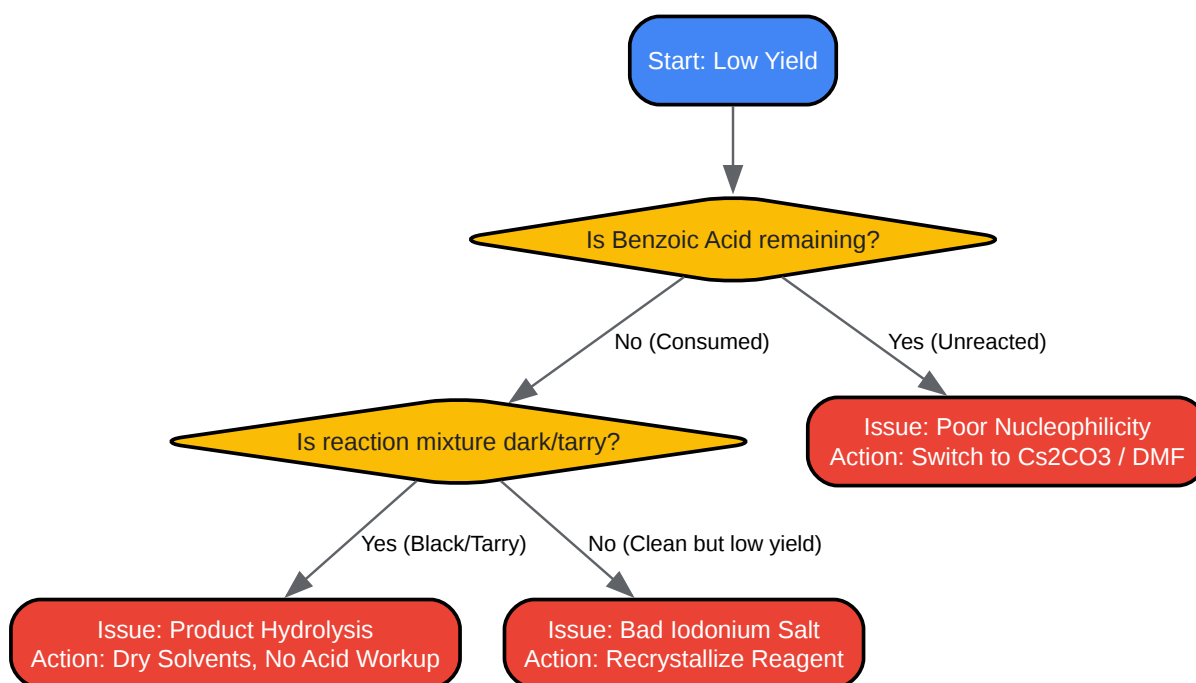 Start: Low Yield
Is Benzoic Acid remaining?
No (Consumed)
Yes (Unreacted)
Issue: Poor Nucleophilicity
Action: Switch to Cs2CO3 / DMF
Is reaction mixture dark/tarry?
Yes (Black/Tarry)
No (Clean but low yield)
Issue: Product Hydrolysis
Action: Dry Solvents, No Acid Workup
Issue: Bad Iodonium Salt
Action: Recrystallize Reagent